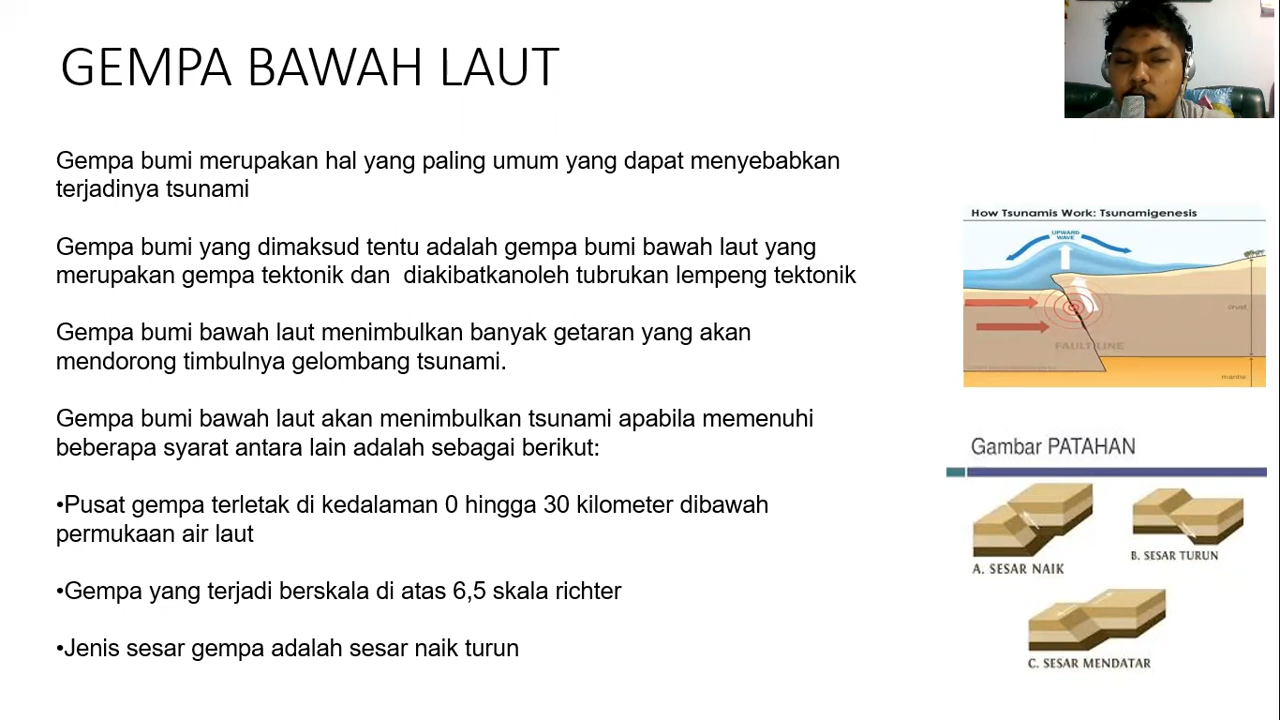 GEMPA BAWAH LAUT
Gempa bumi merupakan hal yang paling umum yang dapat menyebabkan
terjadinya tsunami
Gempa bumi yang dimaksud tentu adalah gempa bumi bawah laut yang
merupakan gempa tektonik dan  diakibatkanoleh tubrukan lempeng tektonik
Gempa bumi bawah laut menimbulkan banyak getaran yang akan
mendorong timbulnya gelombang tsunami.
Gempa bumi bawah laut akan menimbulkan tsunami apabila memenuhi
beberapa syarat antara lain adalah sebagai berikut:
•Pusat gempa terletak di kedalaman 0 hingga 30 kilometer dibawah
permukaan air laut
•Gempa yang terjadi berskala di atas 6,5 skala richter
•Jenis sesar gempa adalah sesar naik turun
How Tsunamis Work: Tsunamigenesis
UPWARD
WAVE
crust
FAULT LINE
mantle
Gambar PATAHAN
A. SESAR NAIK
B. SESAR TURUN
C. SESAR MENDATAR